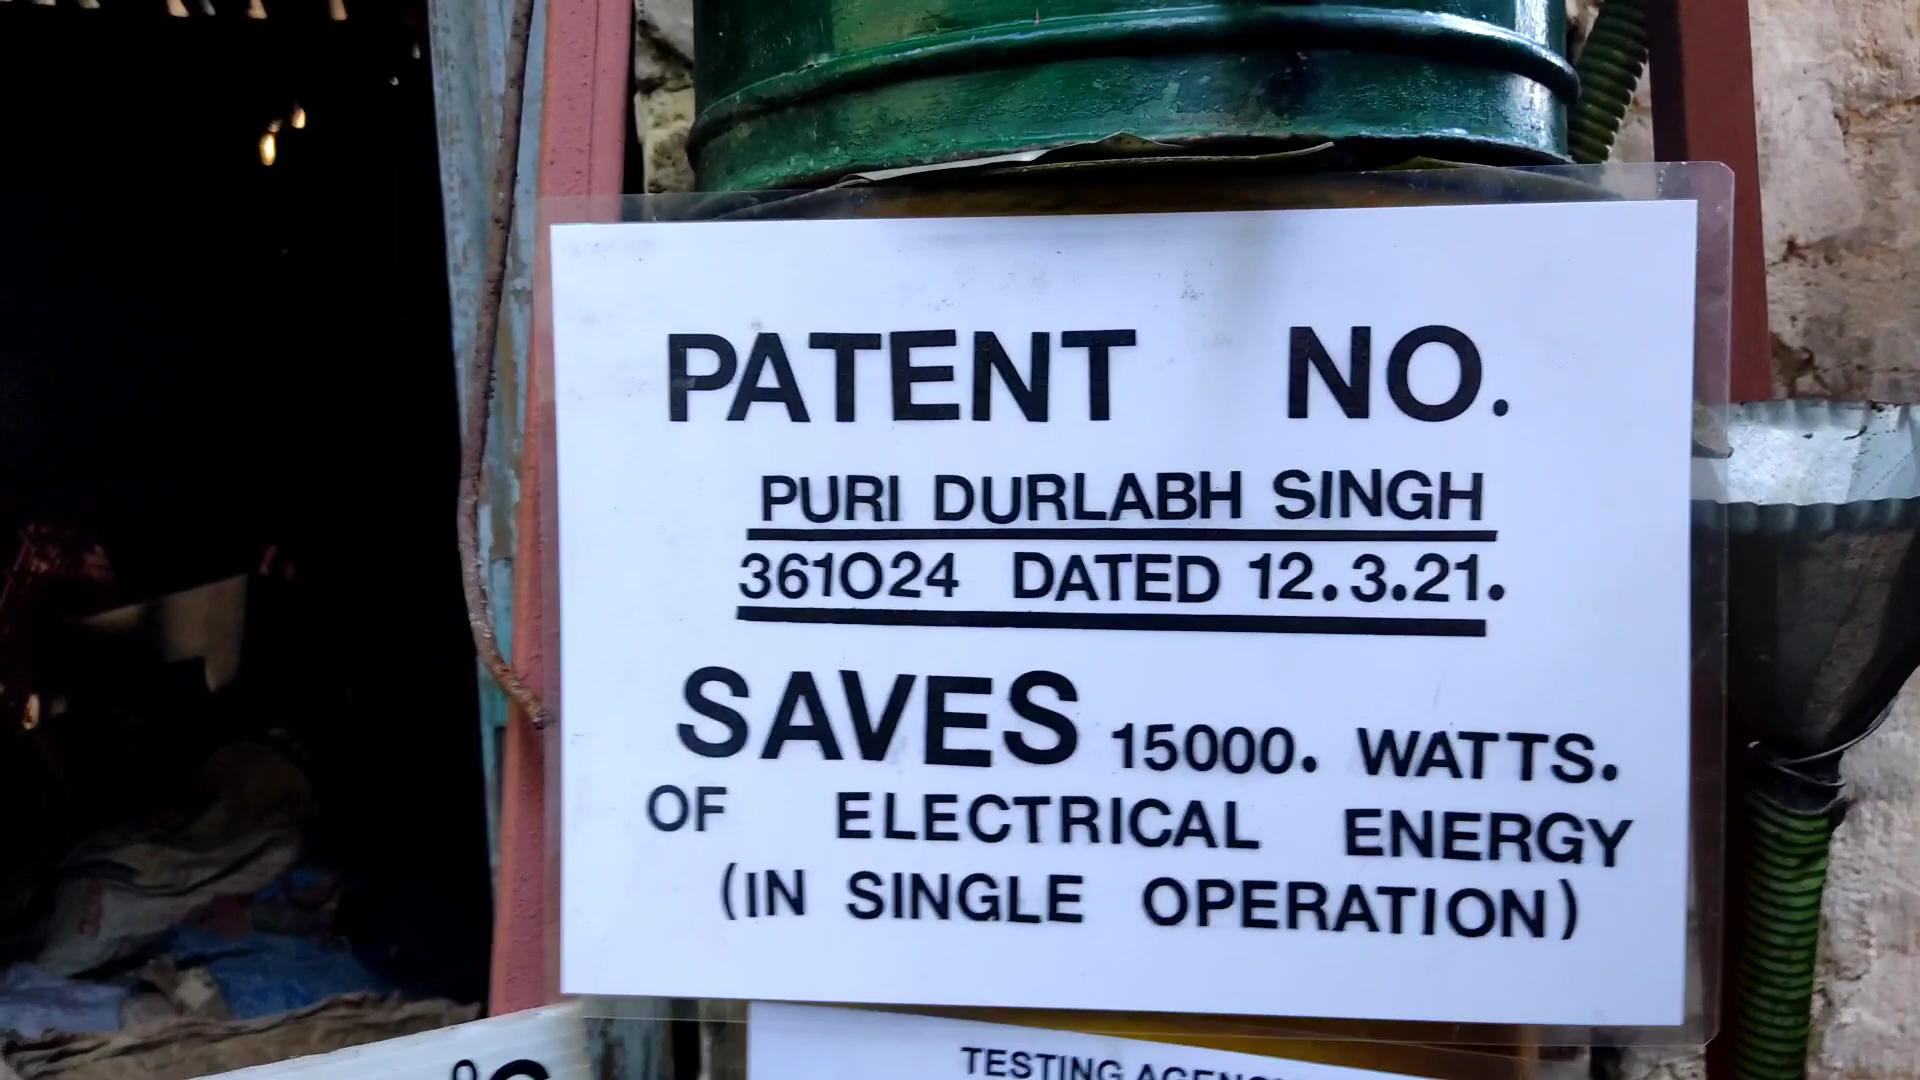 PATENT NO.
PURI DURLABH SINGH
361024 DATED 12.3.21.
SAVES 15000. WATTS.
OF ELECTRICAL ENERGY
(IN SINGLE OPERATION)
°C
TESTING